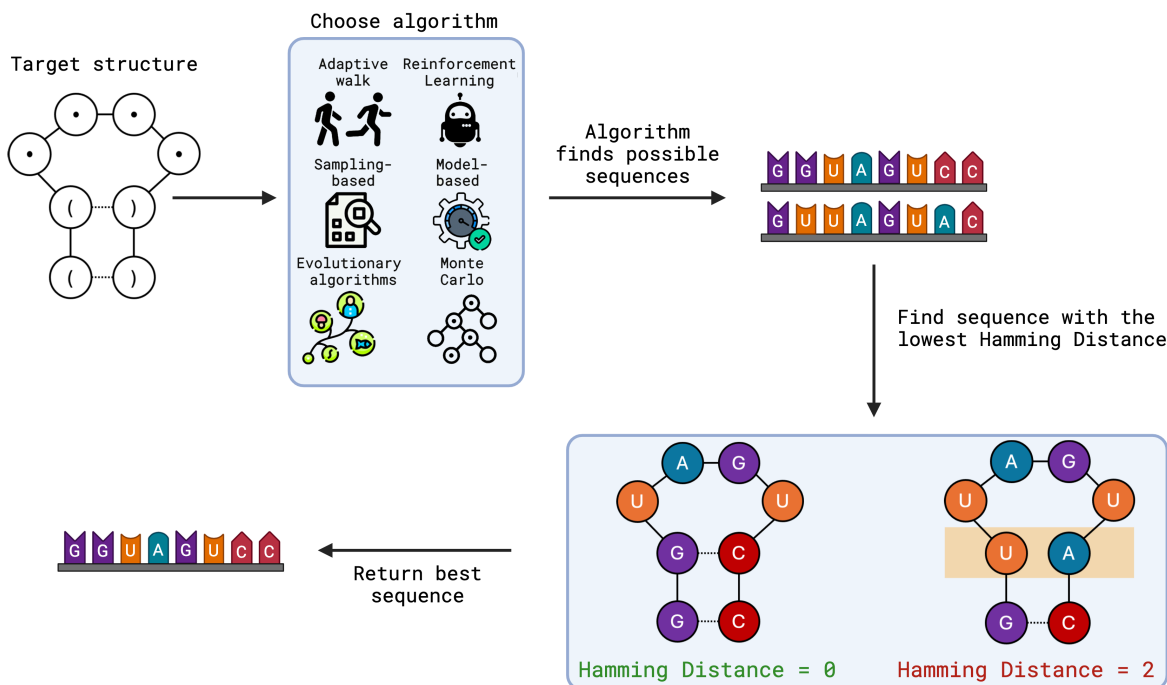 Choose algorithm
Target structure
Adaptive
walk
Reinforcement
Learning
Sampling-
based
Model-
based
Evolutionary
algorithms
Monte
Carlo
( )
( )
Algorithm
finds possible
sequences
G G U A G U C C
G U U A G U A C
Find sequence with the
lowest Hamming Distance
A G
U U
G C
G C
Hamming Distance = 0
A G
U U
U A
G C
Hamming Distance = 2
Return best
sequence
G G U A G U C C